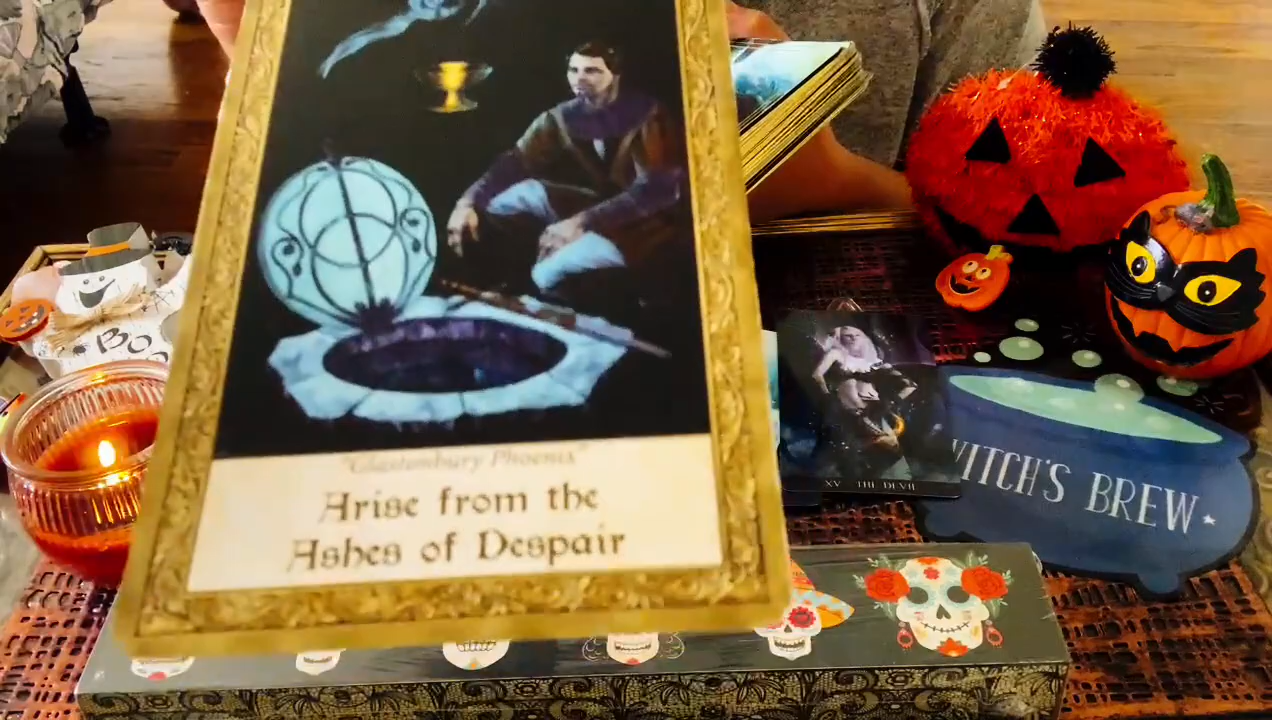 "Glastonbury Phoenix"
Arise from the
Ashes of Despair
XV THE DEVIL
WITCH'S BREW
BOO